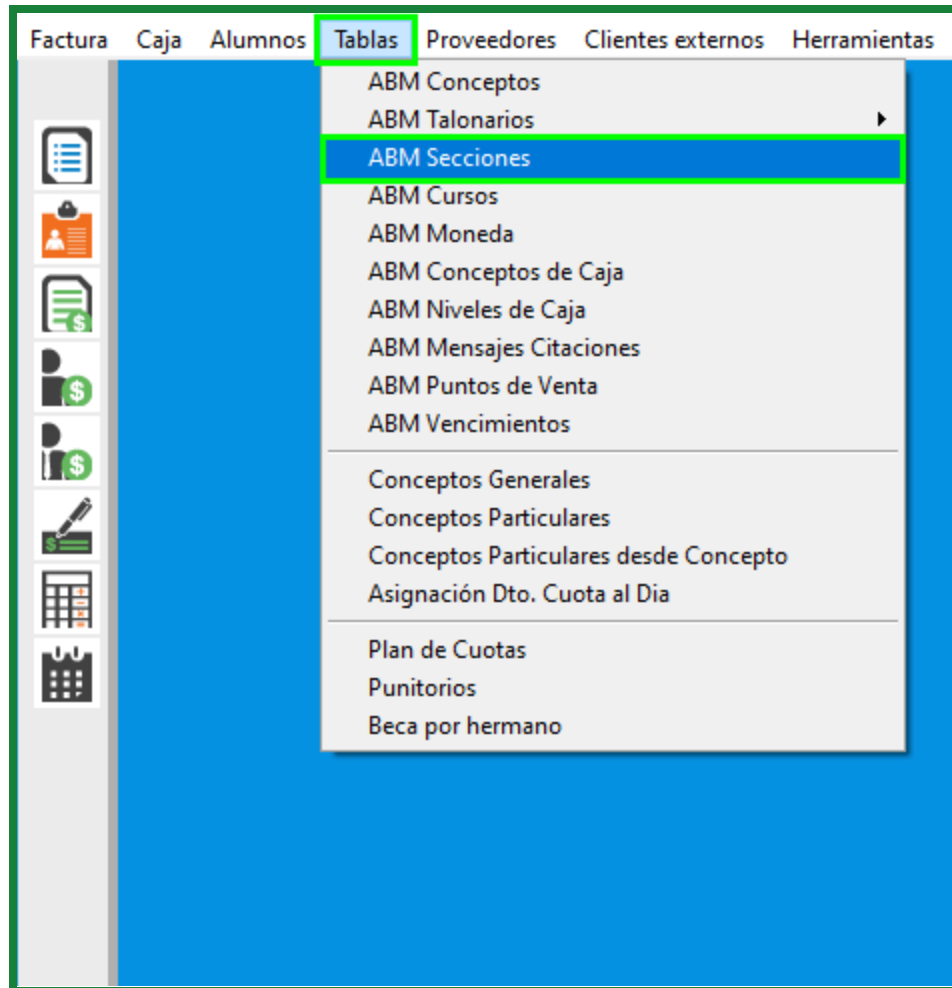 Factura Caja Alumnos Tablas Proveedores Clientes externos Herramientas
ABM Conceptos
ABM Talonarios
ABM Secciones
ABM Cursos
ABM Moneda
ABM Conceptos de Caja
ABM Niveles de Caja
ABM Mensajes Citaciones
ABM Puntos de Venta
ABM Vencimientos
Conceptos Generales
Conceptos Particulares
Conceptos Particulares desde Concepto
Asignación Dto. Cuota al Dia
Plan de Cuotas
Punitorios
Beca por hermano